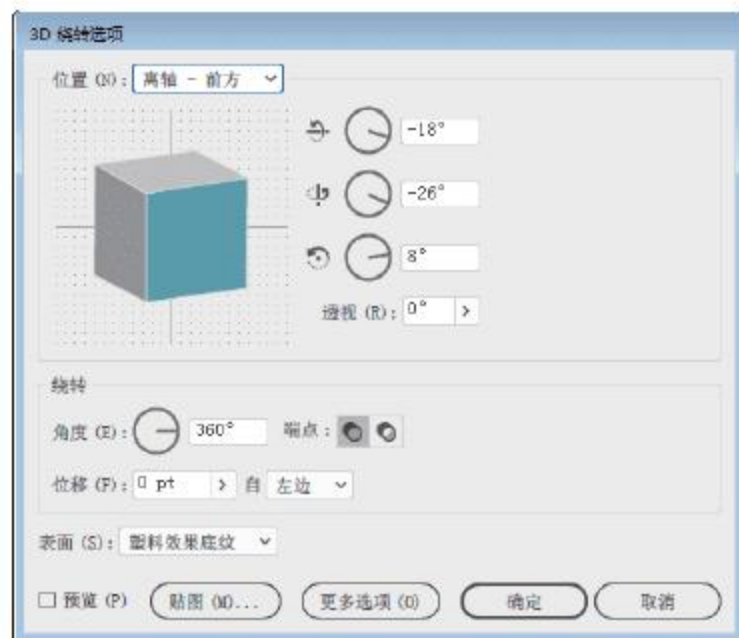 3D 绕转选项
位置 (N): 离轴 - 前方
-18°
-26°
8°
透视 (R): 0°
绕转
角度 (E): 360° 端点:
位移 (F): 0 pt 自 左边
表面 (S): 塑料效果底纹
预览 (P) 贴图 (M)... 更多选项 (O) 确定 取消